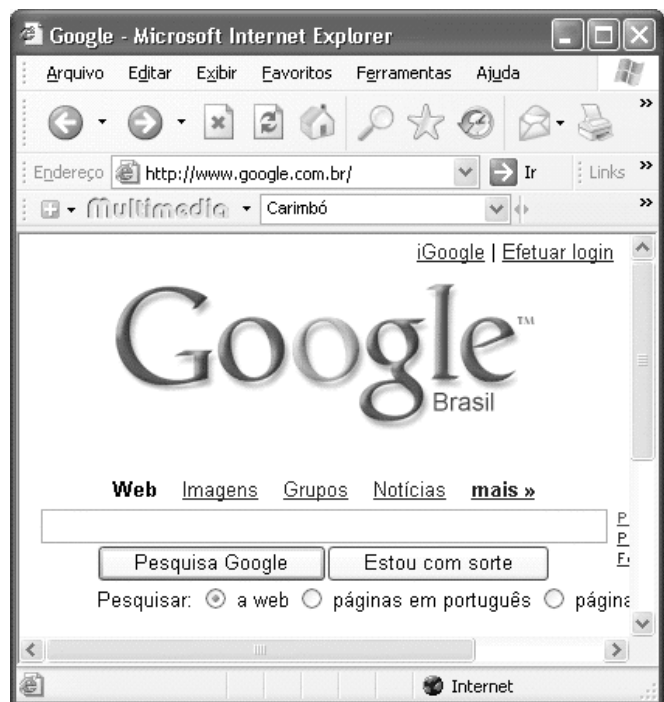 Google - Microsoft Internet Explorer
Arquivo Editar Exibir Favoritos Ferramentas Ajuda
»
Endereço http://www.google.com.br/ Ir Links »
Multimedia Carimbó »
iGoogle | Efetuar login
Google™
Brasil
Web Imagens Grupos Notícias mais »
P
Pesquisa Google Estou com sorte
P
Pesquisar: a web páginas em português página
Internet